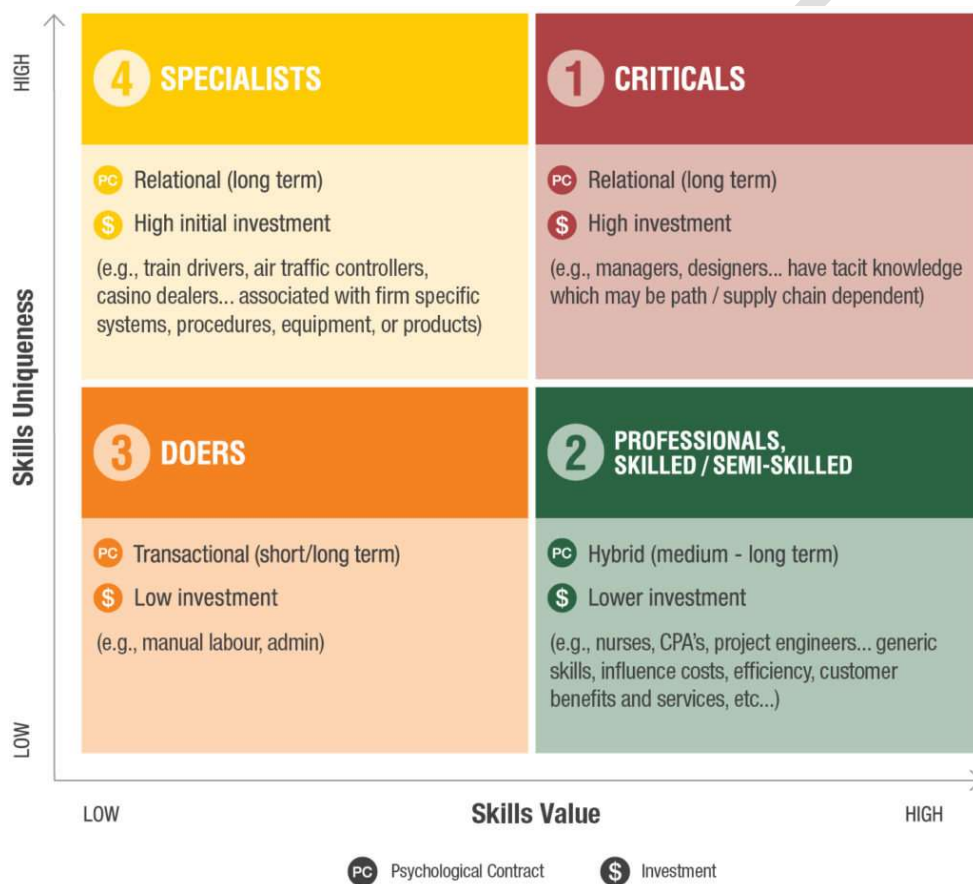 HIGH
Skills Uniqueness
LOW
4 SPECIALISTS
PC Relational (long term)
$ High initial investment
(e.g., train drivers, air traffic controllers,
casino dealers... associated with firm specific
systems, procedures, equipment, or products)
1 CRITICALS
PC Relational (long term)
$ High investment
(e.g., managers, designers... have tacit knowledge
which may be path / supply chain dependent)
3 DOERS
PC Transactional (short/long term)
$ Low investment
(e.g., manual labour, admin)
2 PROFESSIONALS,
SKILLED / SEMI-SKILLED
PC Hybrid (medium - long term)
$ Lower investment
(e.g., nurses, CPA's, project engineers... generic
skills, influence costs, efficiency, customer
benefits and services, etc...)
LOW
Skills Value
HIGH
PC Psychological Contract
$ Investment